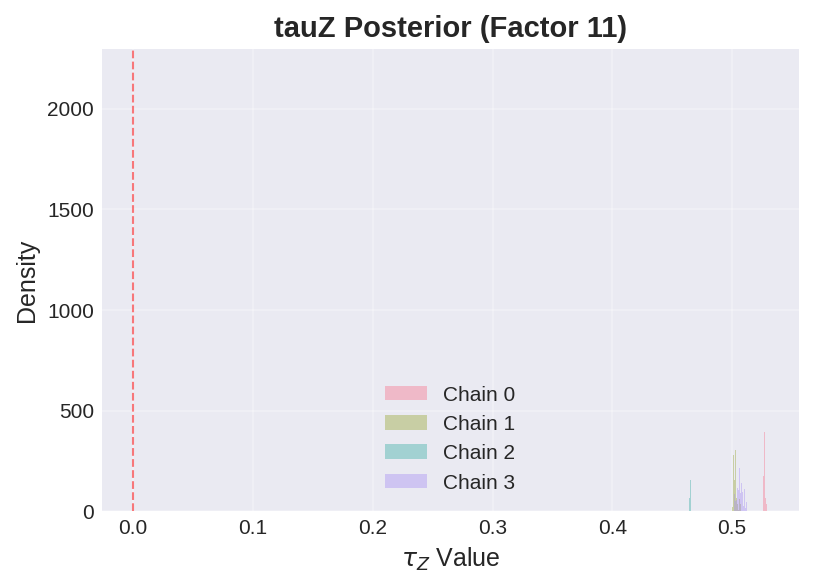 tauZ Posterior (Factor 11)
Density
2000
1500
1000
500
0
Chain 0
Chain 1
Chain 2
Chain 3
0.0 0.1 0.2 0.3 0.4 0.5
τZ Value